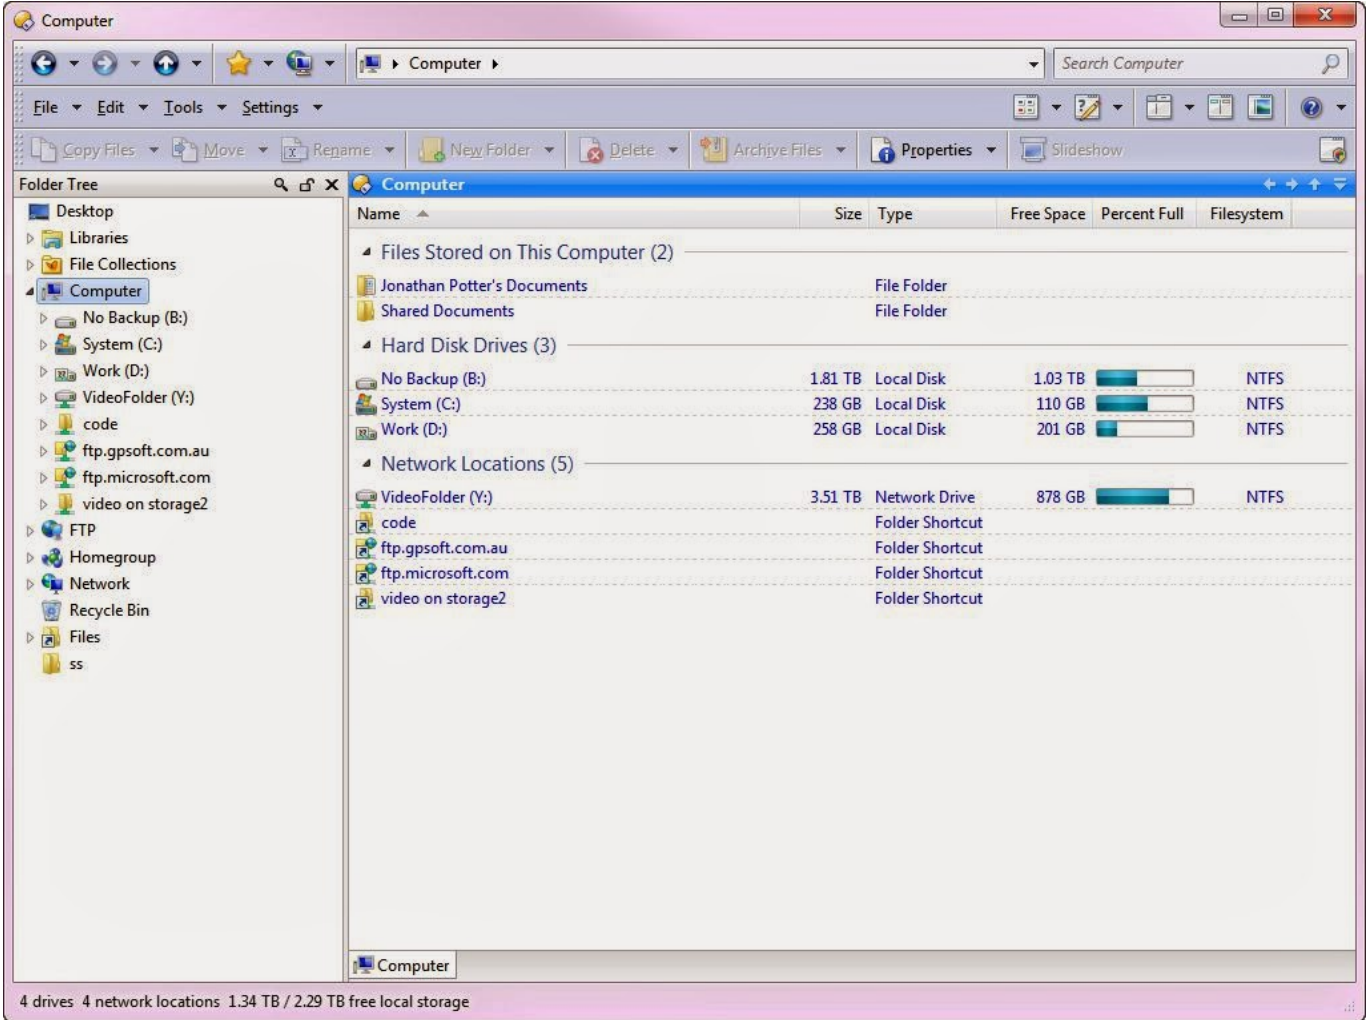 Computer
Computer
Search Computer
File Edit Tools Settings
Copy Files Move Rename New Folder Delete Archive Files Properties Slideshow
Folder Tree
Desktop
Libraries
File Collections
Computer
No Backup (B:)
System (C:)
Work (D:)
VideoFolder (Y:)
code
ftp.gpsoft.com.au
ftp.microsoft.com
video on storage2
FTP
Homegroup
Network
Recycle Bin
Files
ss
Computer
Name Size Type Free Space Percent Full Filesystem
Files Stored on This Computer (2)
Jonathan Potter's Documents File Folder
Shared Documents File Folder
Hard Disk Drives (3)
No Backup (B:) 1.81 TB Local Disk 1.03 TB NTFS
System (C:) 238 GB Local Disk 110 GB NTFS
Work (D:) 258 GB Local Disk 201 GB NTFS
Network Locations (5)
VideoFolder (Y:) 3.51 TB Network Drive 878 GB NTFS
code Folder Shortcut
ftp.gpsoft.com.au Folder Shortcut
ftp.microsoft.com Folder Shortcut
video on storage2 Folder Shortcut
Computer
4 drives 4 network locations 1.34 TB / 2.29 TB free local storage